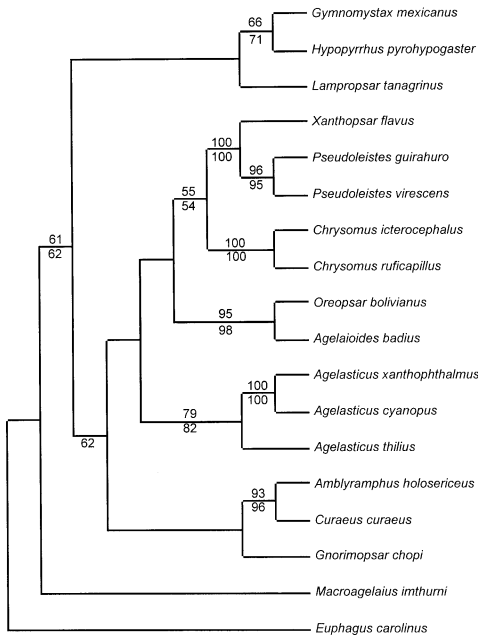 Gymnomystax mexicanus
66
71
Hypopyrrhus pyrohypogaster
Lampropsar tanagrinus
Xanthopsar flavus
100
100
Pseudoleistes guirahuro
96
95
Pseudoleistes virescens
55
54
Chrysomus icterocephalus
100
100
Chrysomus ruficapillus
61
62
Oreopsar bolivianus
95
98
Agelaioides badius
Agelasticus xanthophthalmus
100
100
Agelasticus cyanopus
79
82
Agelasticus thilius
62
Amblyramphus holosericeus
93
96
Curaeus curaeus
Gnorimopsar chopi
Macroagelaius imthurni
Euphagus carolinus